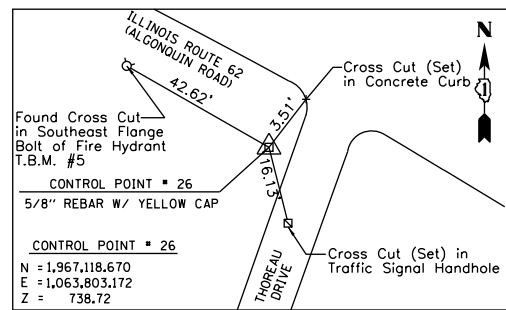 ILLINOIS ROUTE 62
(ALGONQUIN ROAD)
42.62'
3.51'
16.13'
Cross Cut (Set)
in Concrete Curb
N
1
Found Cross Cut
in Southeast Flange
Bolt of Fire Hydrant
T.B.M. #5
CONTROL POINT * 26
5/8" REBAR W/ YELLOW CAP
CONTROL POINT * 26
N = 1,967,118.670
E = 1,063,803.172
Z = 738.72
THOREAU
DRIVE
Cross Cut (Set) in
Traffic Signal Handhole